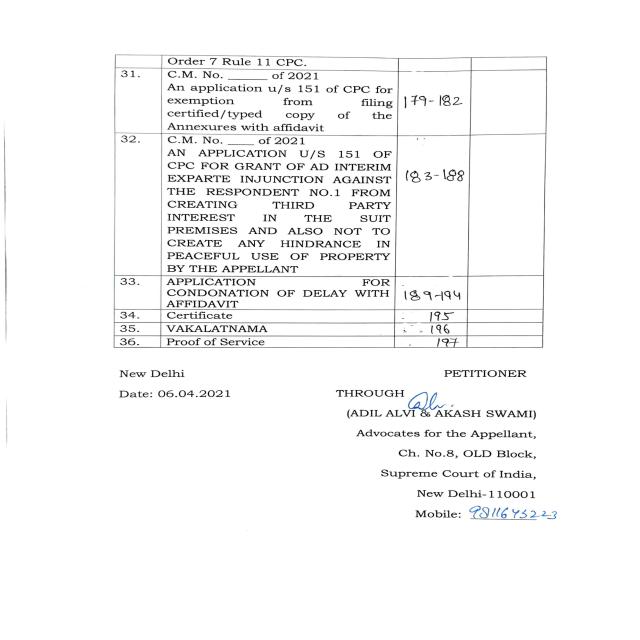 Order 7 Rule 11 CPC.
31. C.M. No. ______ of 2021
An application u/s 151 of CPC for
exemption from filing 179-182
certified/typed copy of the
Annexures with affidavit
32. C.M. No. ____ of 2021
AN APPLICATION U/S 151 OF
CPC FOR GRANT OF AD INTERIM
EXPARTE INJUNCTION AGAINST 183-188
THE RESPONDENT NO.1 FROM
CREATING THIRD PARTY
INTEREST IN THE SUIT
PREMISES AND ALSO NOT TO
CREATE ANY HINDRANCE IN
PEACEFUL USE OF PROPERTY
BY THE APPELLANT
33. APPLICATION FOR
CONDONATION OF DELAY WITH 189-194
AFFIDAVIT
34. Certificate 195
35. VAKALATNAMA 196
36. Proof of Service 197
New Delhi PETITIONER
Date: 06.04.2021 THROUGH
(ADIL ALVI & AKASH SWAMI)
Advocates for the Appellant,
Ch. No.8, OLD Block,
Supreme Court of India,
New Delhi-110001
Mobile: